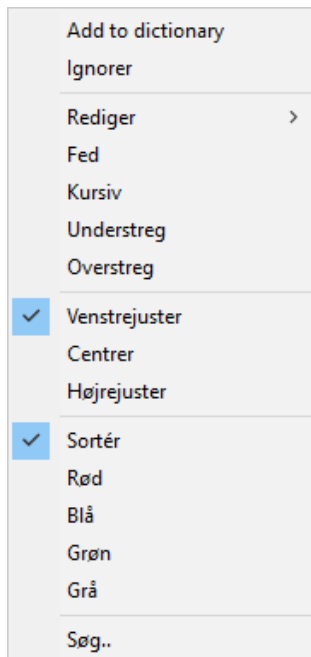 Add to dictionary
Ignorer
Rediger
Fed
Kursiv
Understreg
Overstreg
Venstrejuster
Centrer
Højrejuster
Sortér
Rød
Blå
Grøn
Grå
Søg..